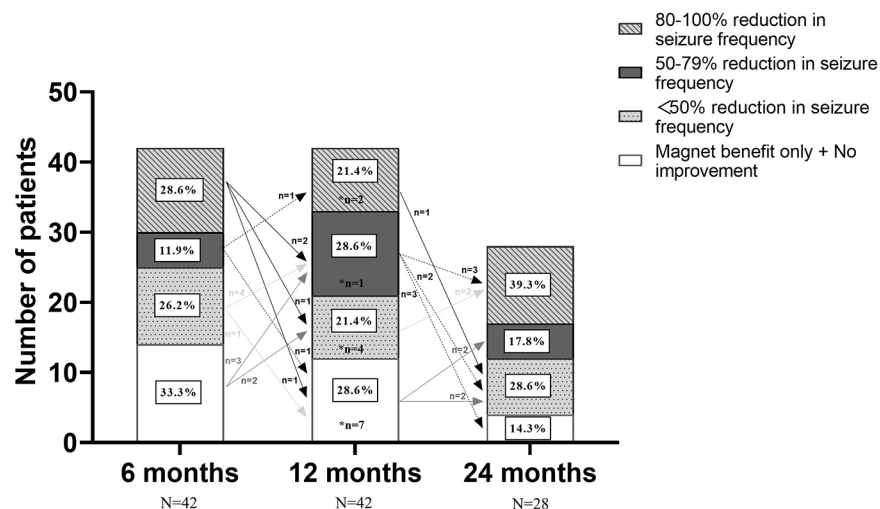 80-100% reduction in
seizure frequency
50-79% reduction in seizure
frequency
<50% reduction in seizure
frequency
Magnet benefit only + No
improvement
Number of patients
50
40
30
20
10
0
28.6%
11.9%
26.2%
33.3%
n=1
n=2
n=4
n=1
n=1
n=3
n=1
n=2
n=1
21.4%
*n=2
28.6%
*n=1
21.4%
*n=4
28.6%
*n=7
n=1
n=3
n=2
n=2
n=3
n=2
n=2
39.3%
17.8%
28.6%
14.3%
6 months
12 months
24 months
N=42
N=42
N=28